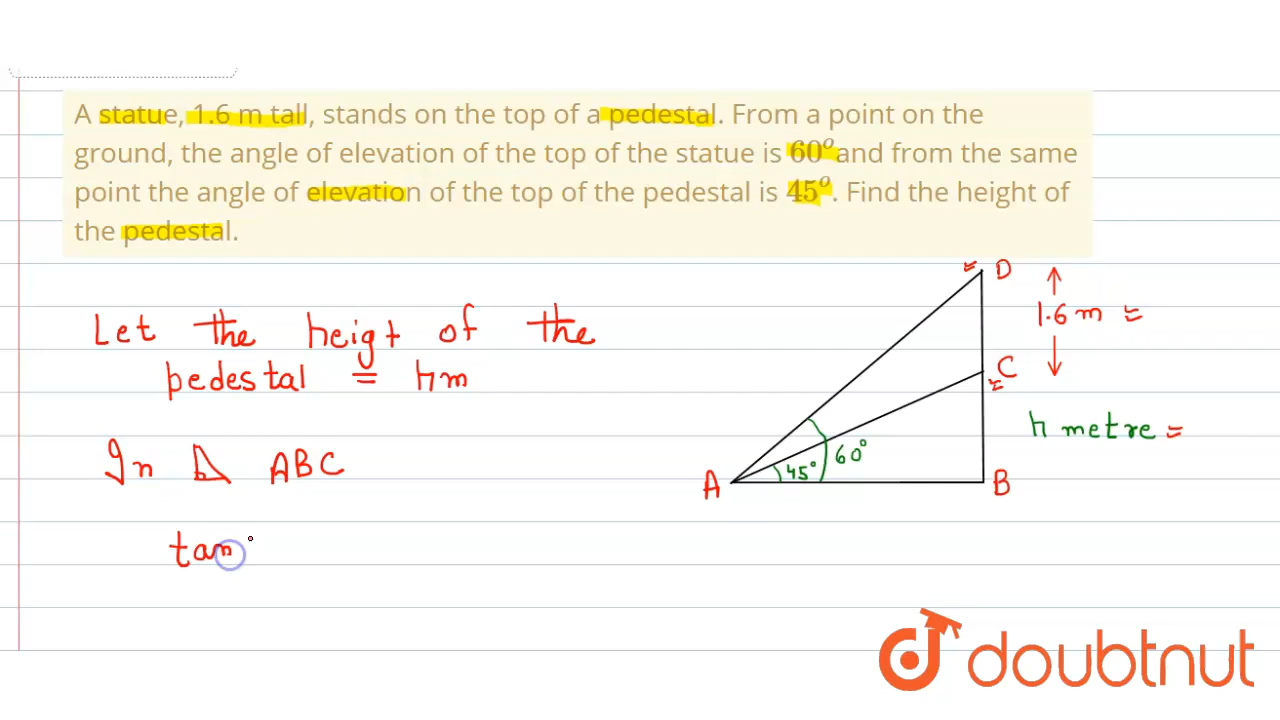 A statue, 1.6 m tall, stands on the top of a pedestal. From a point on the
ground, the angle of elevation of the top of the statue is 60° and from the same
point the angle of elevation of the top of the pedestal is 45°. Find the height of
the pedestal.
D
1.6 m =
Let the height of the
pedestal = h m
C
h metre =
In △ ABC
45°
60°
A
B
tan
doubtnut